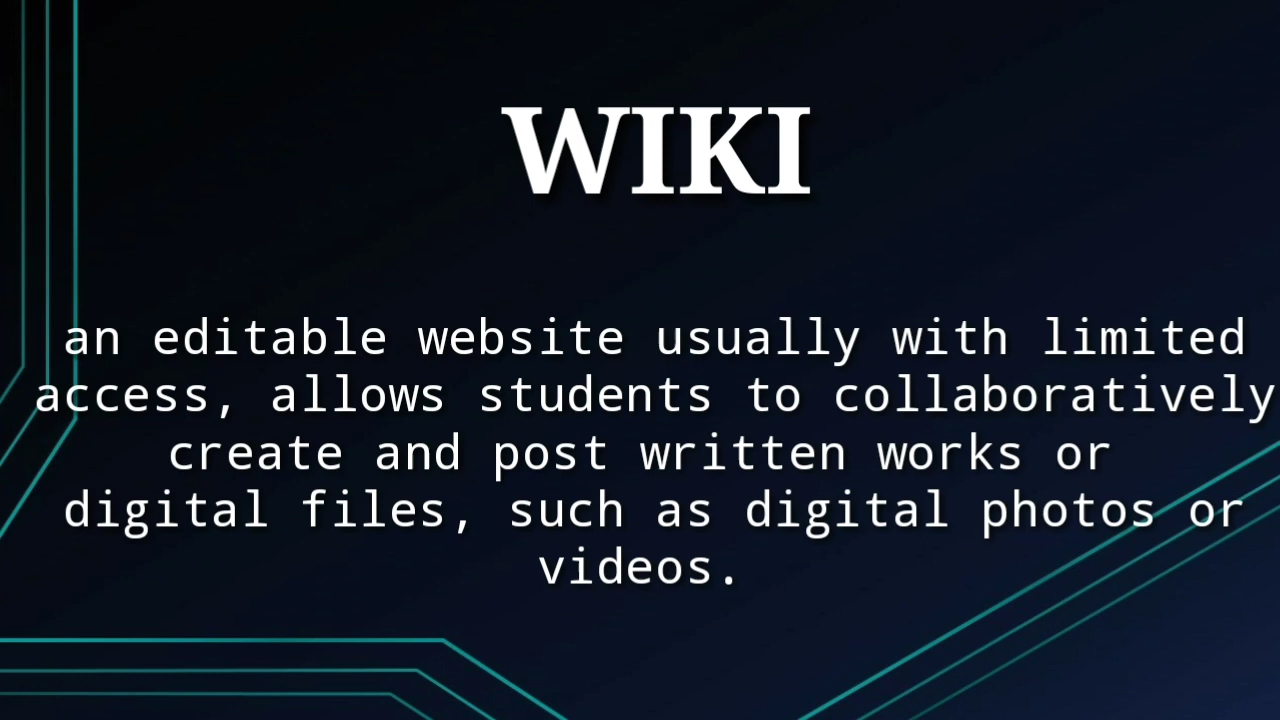 WIKI
an editable website usually with limited
access, allows students to collaboratively
create and post written works or
digital files, such as digital photos or
videos.